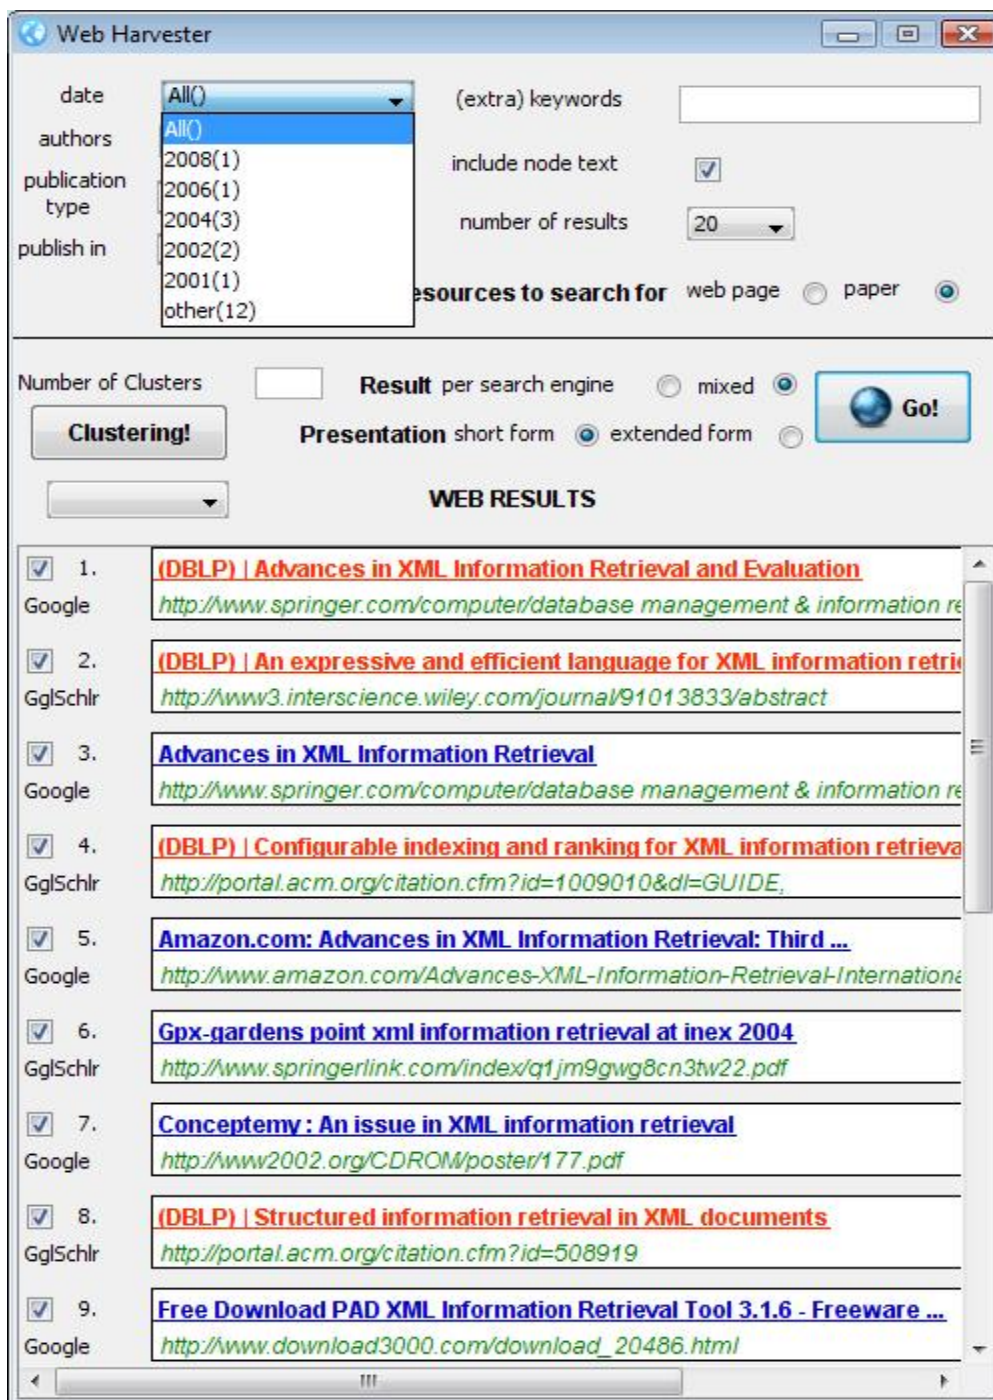 Web Harvester
date All() (extra) keywords
All()
authors
2008(1) include node text
publication type 2006(1)
2004(3) number of results 20
publish in 2002(2)
2001(1) esources to search for web page paper
other(12)
Number of Clusters Result per search engine mixed
Go!
Clustering! Presentation short form extended form
WEB RESULTS
1. (DBLP) | Advances in XML Information Retrieval and Evaluation
Google http://www.springer.com/computer/database management & information re
2. (DBLP) | An expressive and efficient language for XML information retrie
GglSchlr http://www3.interscience.wiley.com/journal/91013833/abstract
3. Advances in XML Information Retrieval
Google http://www.springer.com/computer/database management & information re
4. (DBLP) | Configurable indexing and ranking for XML information retrieva
GglSchlr http://portal.acm.org/citation.cfm?id=1009010&dl=GUIDE,
5. Amazon.com: Advances in XML Information Retrieval: Third ...
Google http://www.amazon.com/Advances-XML-Information-Retrieval-Internationa
6. Gpx-gardens point xml information retrieval at inex 2004
GglSchlr http://www.springerlink.com/index/q1jm9gwg8cn3tw22.pdf
7. Conceptemy : An issue in XML information retrieval
Google http://www2002.org/CDROM/poster/177.pdf
8. (DBLP) | Structured information retrieval in XML documents
GglSchlr http://portal.acm.org/citation.cfm?id=508919
9. Free Download PAD XML Information Retrieval Tool 3.1.6 - Freeware ...
Google http://www.download3000.com/download_20486.html